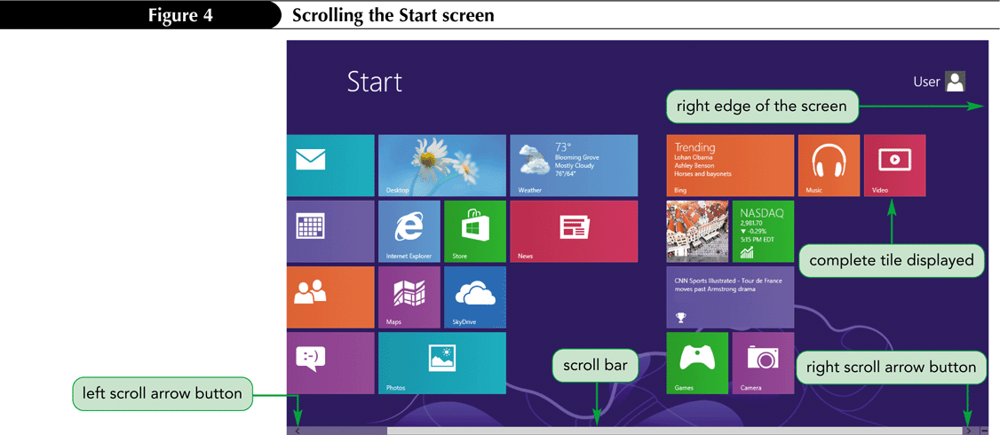 Figure 4
Scrolling the Start screen
Start
User
right edge of the screen
Desktop
73°
Blooming Grove
Mostly Cloudy
76°/64°
Weather
Trending
Lohan Obama
Ashley Benson
Horses and bayonets
Bing
Music
Video
Internet Explorer
Store
News
NASDAQ
2,981.70
▼ -0.29%
5:15 PM EDT
complete tile displayed
Maps
SkyDrive
CNN Sports Illustrated - Tour de France
moves past Armstrong drama
:-)
Photos
Games
Camera
scroll bar
right scroll arrow button
left scroll arrow button